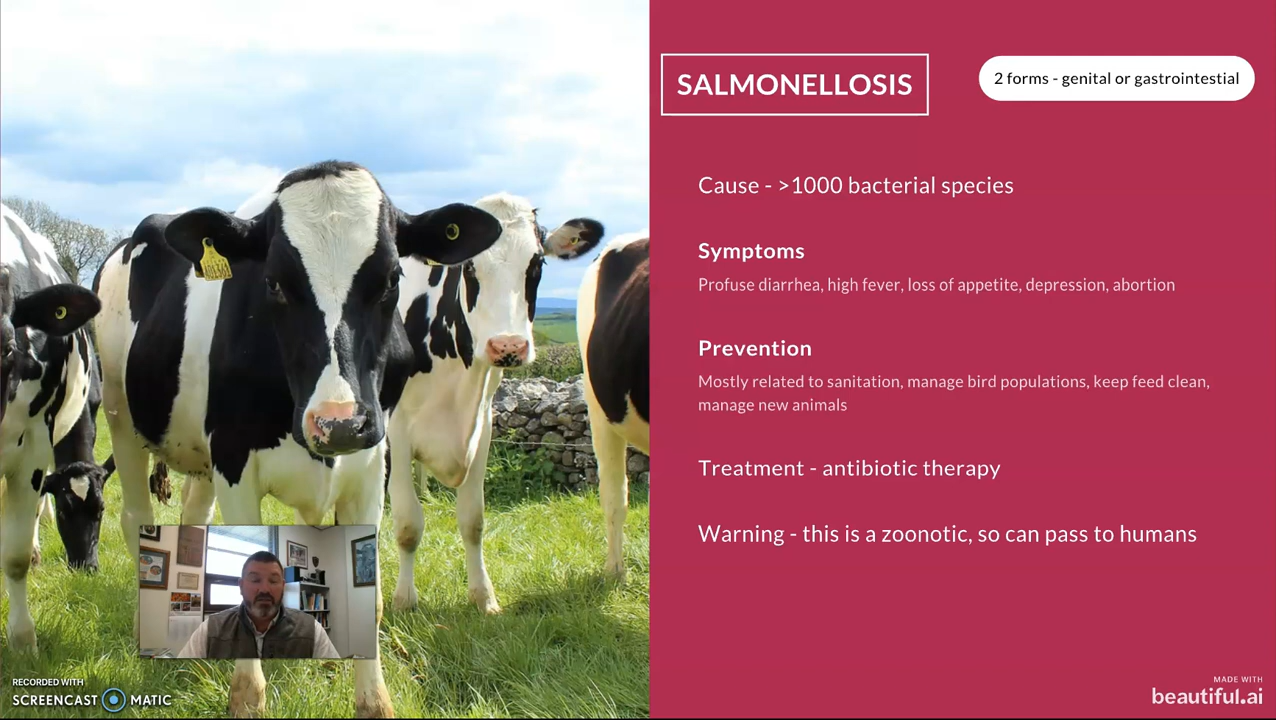 SALMONELLOSIS
2 forms - genital or gastrointestial
Cause - >1000 bacterial species
Symptoms
Profuse diarrhea, high fever, loss of appetite, depression, abortion
Prevention
Mostly related to sanitation, manage bird populations, keep feed clean,
manage new animals
Treatment - antibiotic therapy
Warning - this is a zoonotic, so can pass to humans
RECORDED WITH
SCREENCAST MATIC
MADE WITH
beautiful.ai